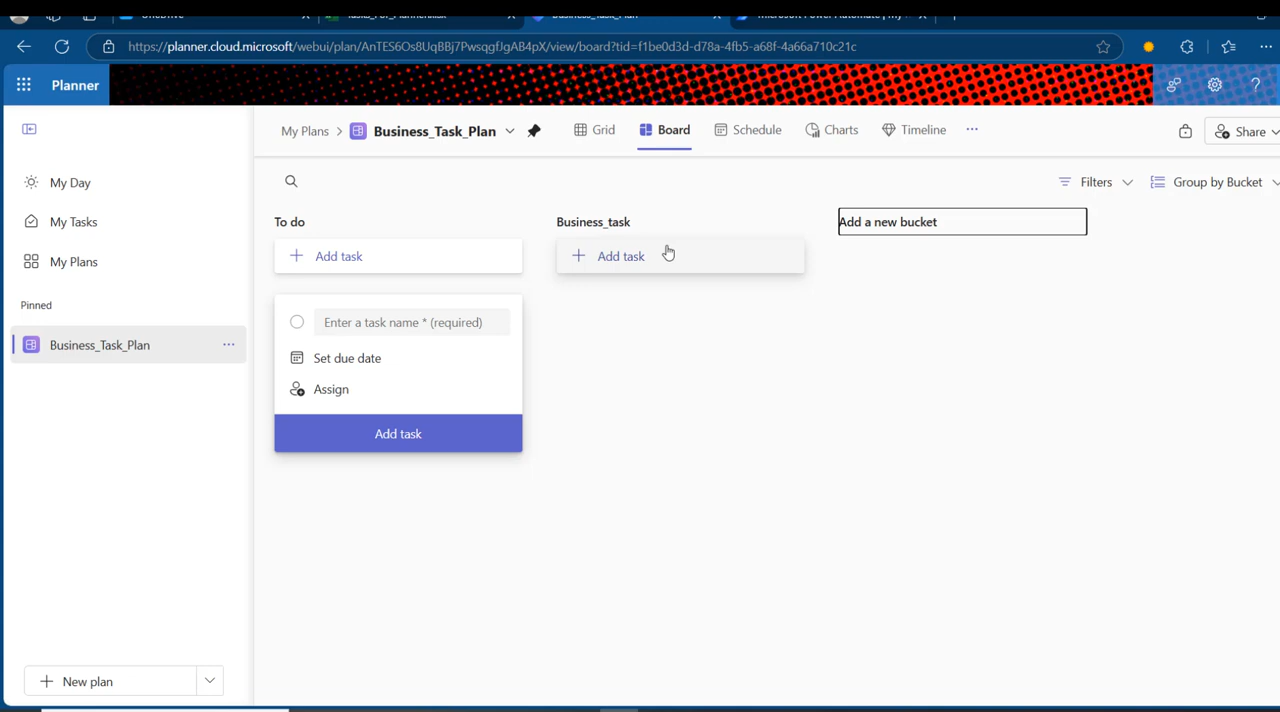 https://planner.cloud.microsoft/webui/plan/AnTES6Os8UqBBj7PwsqgfJgAB4pX/view/board?tid=f1be0d3d-d78a-4fb5-a68f-4a66a710c21c
Planner
My Plans
Business_Task_Plan
Grid
Board
Schedule
Charts
Timeline
Share
My Day
My Tasks
My Plans
Pinned
Business_Task_Plan
New plan
Filters
Group by Bucket
To do
Add task
Enter a task name * (required)
Set due date
Assign
Add task
Business_task
Add task
Add a new bucket